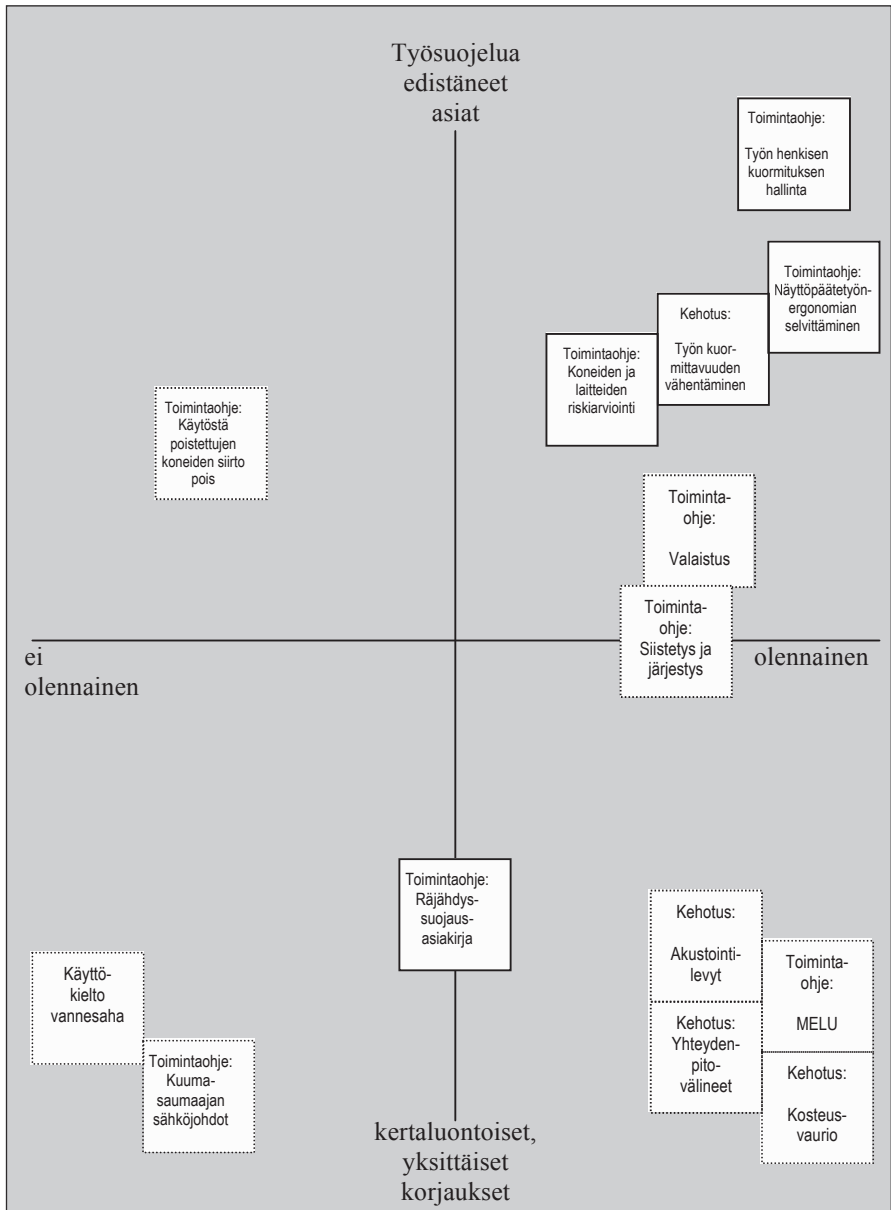 Työsuojelua
edistäneet
asiat
Toimintaohje:
Työn henkisen
kuormituksen
hallinta
Toimintaohje:
Näyttöpäätetyön-
ergonomian
selvittäminen
Kehotus:
Työn kuor-
mittavuuden
vähentäminen
Toimintaohje:
Koneiden ja
laitteiden
riskiarviointi
Toimintaohje:
Käytöstä
poistettujen
koneiden siirto
pois
Toiminta-
ohje:
Valaistus
Toiminta-
ohje:
Siistetys ja
järjestys
ei
olennainen
olennainen
Toimintaohje:
Räjähdys-
suojaus-
asiakirja
Kehotus:
Akustointi-
levyt
Toiminta-
ohje:
MELU
Käyttö-
kielto
vannesaha
Kehotus:
Yhteyden-
pito-
välineet
Toimintaohje:
Kuuma-
saumaajan
sähköjohdot
Kehotus:
Kosteus-
vaurio
kertaluontoiset,
yksittäiset
korjaukset